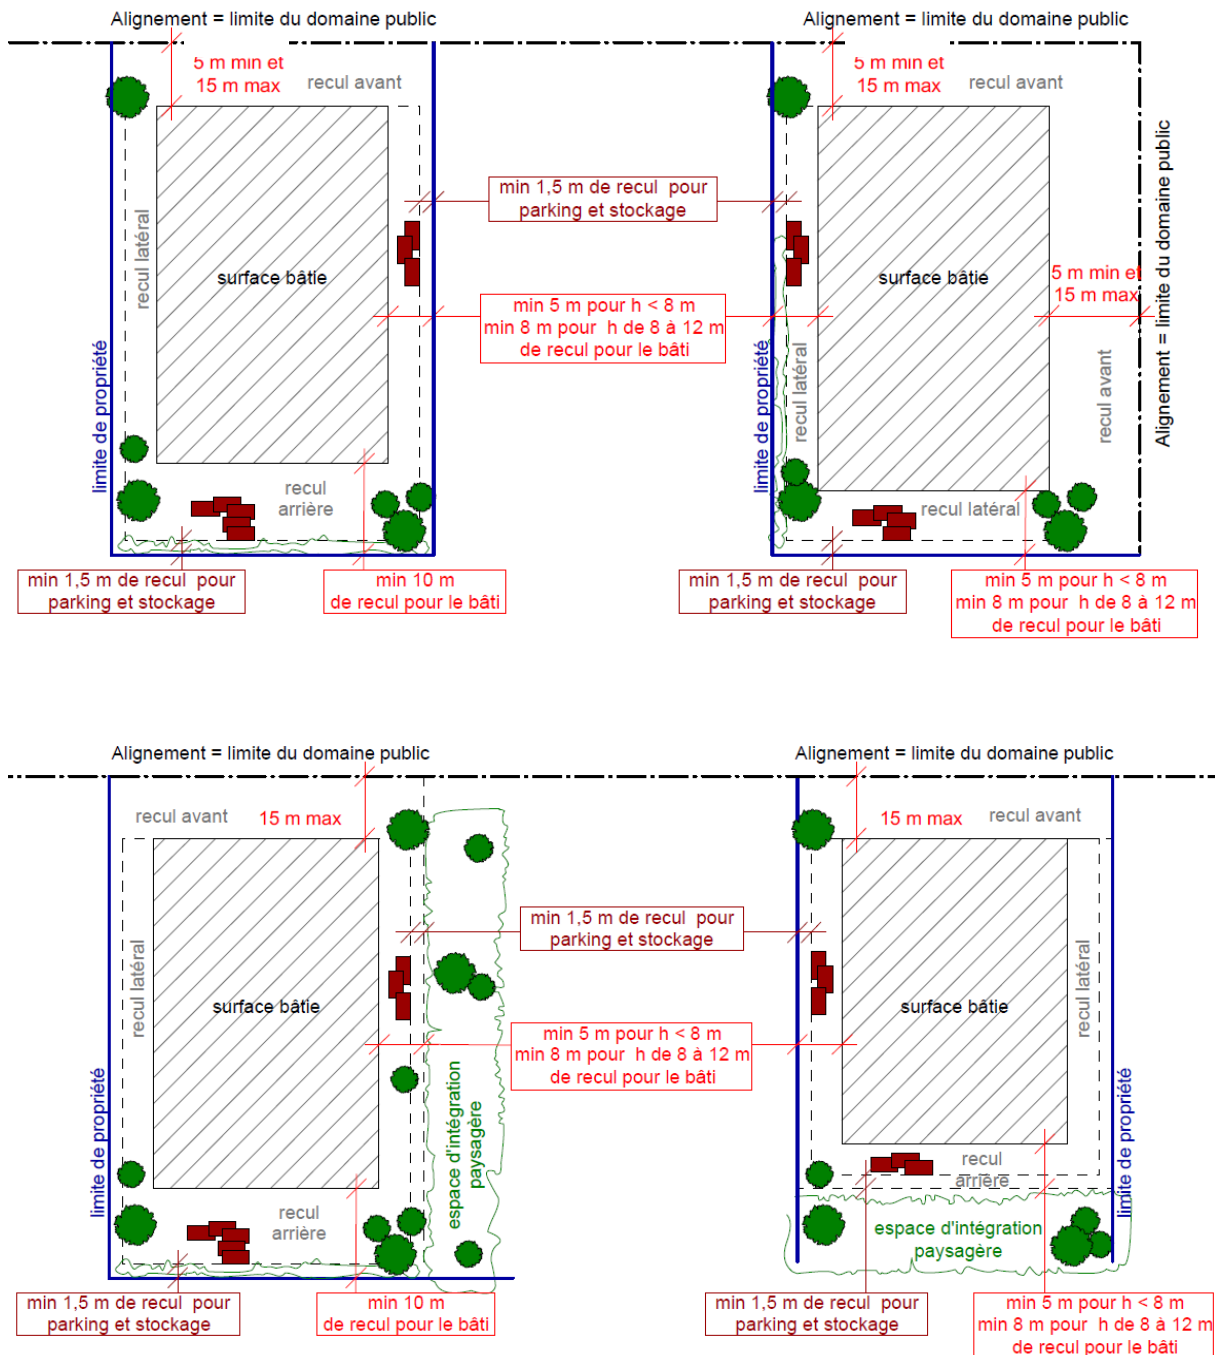 Alignement = limite du domaine public
5 m min et
15 m max
recul avant
recul latéral
surface bâtie
limite de propriété
recul
arrière
min 1,5 m de recul pour
parking et stockage
min 10 m
de recul pour le bâti
min 1,5 m de recul pour
parking et stockage
min 5 m pour h < 8 m
min 8 m pour h de 8 à 12 m
de recul pour le bâti
Alignement = limite du domaine public
5 m min et
15 m max
recul avant
surface bâtie
5 m min et
15 m max
Alignement = limite du domaine public
recul avant
limite de propriété
recul latéral
recul latéral
min 1,5 m de recul pour
parking et stockage
min 5 m pour h < 8 m
min 8 m pour h de 8 à 12 m
de recul pour le bâti
Alignement = limite du domaine public
recul avant
15 m max
recul latéral
surface bâtie
limite de propriété
espace d'intégration
paysagère
recul
arrière
min 1,5 m de recul pour
parking et stockage
min 10 m
de recul pour le bâti
min 1,5 m de recul pour
parking et stockage
min 5 m pour h < 8 m
min 8 m pour h de 8 à 12 m
de recul pour le bâti
Alignement = limite du domaine public
15 m max
recul avant
recul latéral
surface bâtie
limite de propriété
recul
arrière
espace d'intégration
paysagère
min 1,5 m de recul pour
parking et stockage
min 5 m pour h < 8 m
min 8 m pour h de 8 à 12 m
de recul pour le bâti